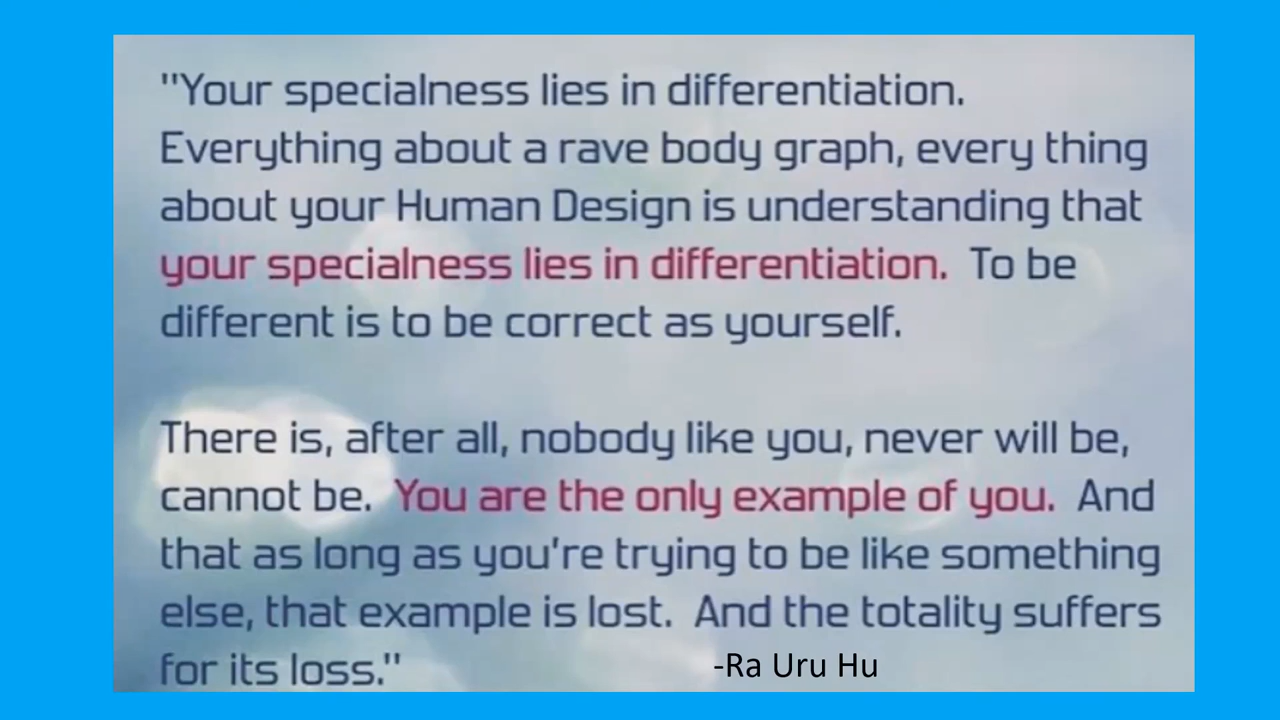 "Your specialness lies in differentiation.
Everything about a rave body graph, every thing
about your Human Design is understanding that
your specialness lies in differentiation.  To be
different is to be correct as yourself.
There is, after all, nobody like you, never will be,
cannot be.  You are the only example of you.  And
that as long as you're trying to be like something
else, that example is lost.  And the totality suffers
for its loss."
-Ra Uru Hu